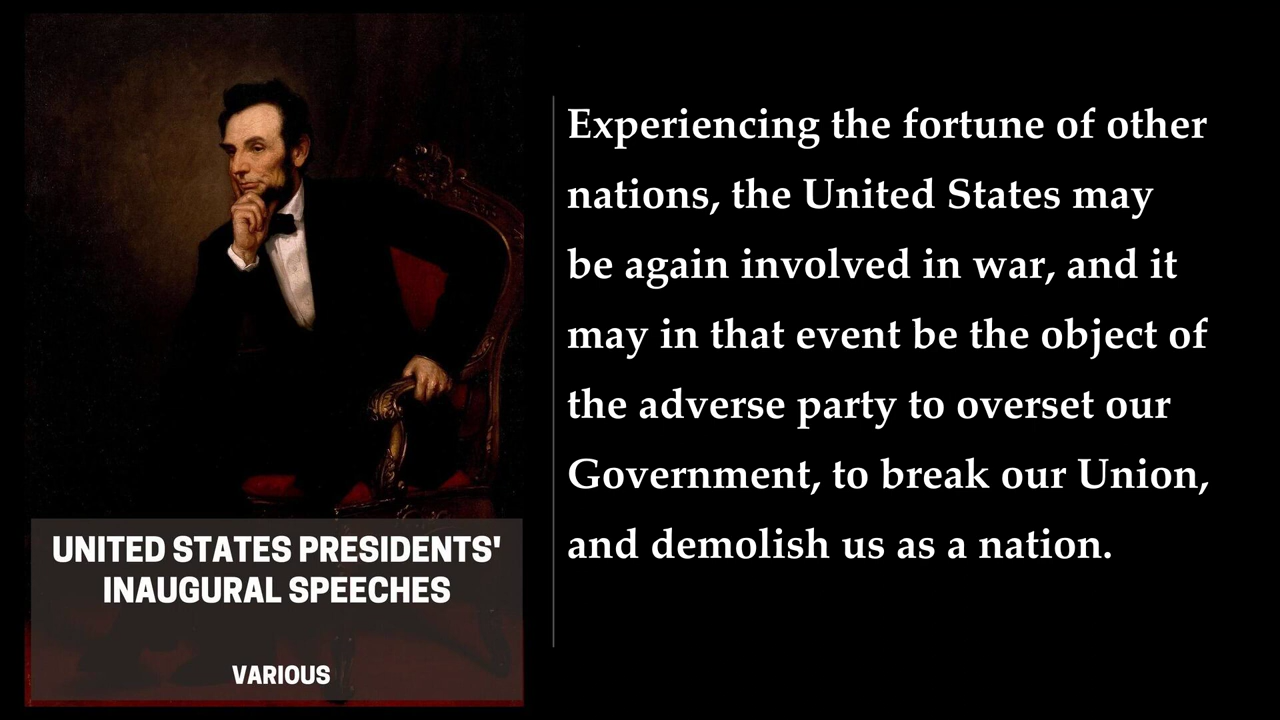 Experiencing the fortune of other
nations, the United States may
be again involved in war, and it
may in that event be the object of
the adverse party to overset our
Government, to break our Union,
and demolish us as a nation.
UNITED STATES PRESIDENTS'
INAUGURAL SPEECHES
VARIOUS